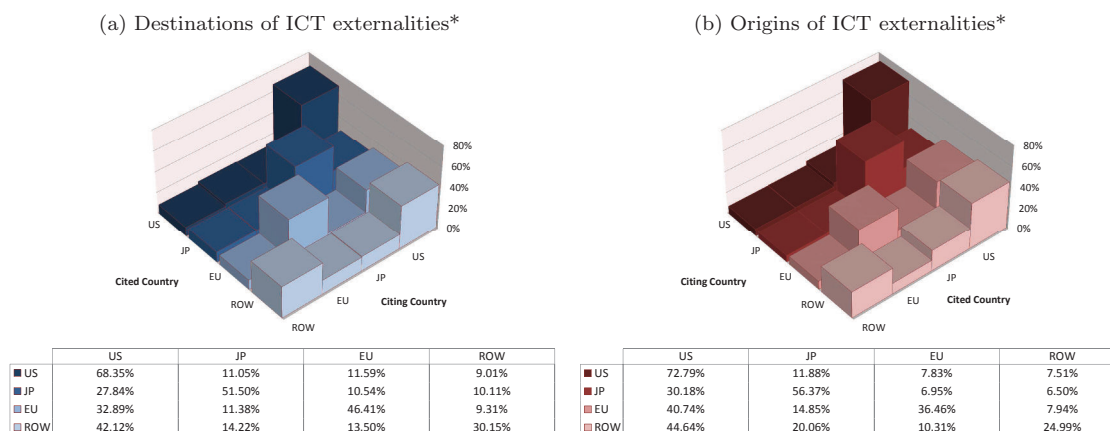 (a) Destinations of ICT externalities*
80%
60%
40%
20%
0%
US
JP
EU
ROW
Cited Country
US
JP
EU
ROW
Citing Country
US JP EU ROW
US 68.35% 11.05% 11.59% 9.01%
JP 27.84% 51.50% 10.54% 10.11%
EU 32.89% 11.38% 46.41% 9.31%
ROW 42.12% 14.22% 13.50% 30.15%
(b) Origins of ICT externalities*
80%
60%
40%
20%
0%
US
JP
EU
ROW
Citing Country
US
JP
EU
ROW
Cited Country
US JP EU ROW
US 72.79% 11.88% 7.83% 7.51%
JP 30.18% 56.37% 6.95% 6.50%
EU 40.74% 14.85% 36.46% 7.94%
ROW 44.64% 20.06% 10.31% 24.99%